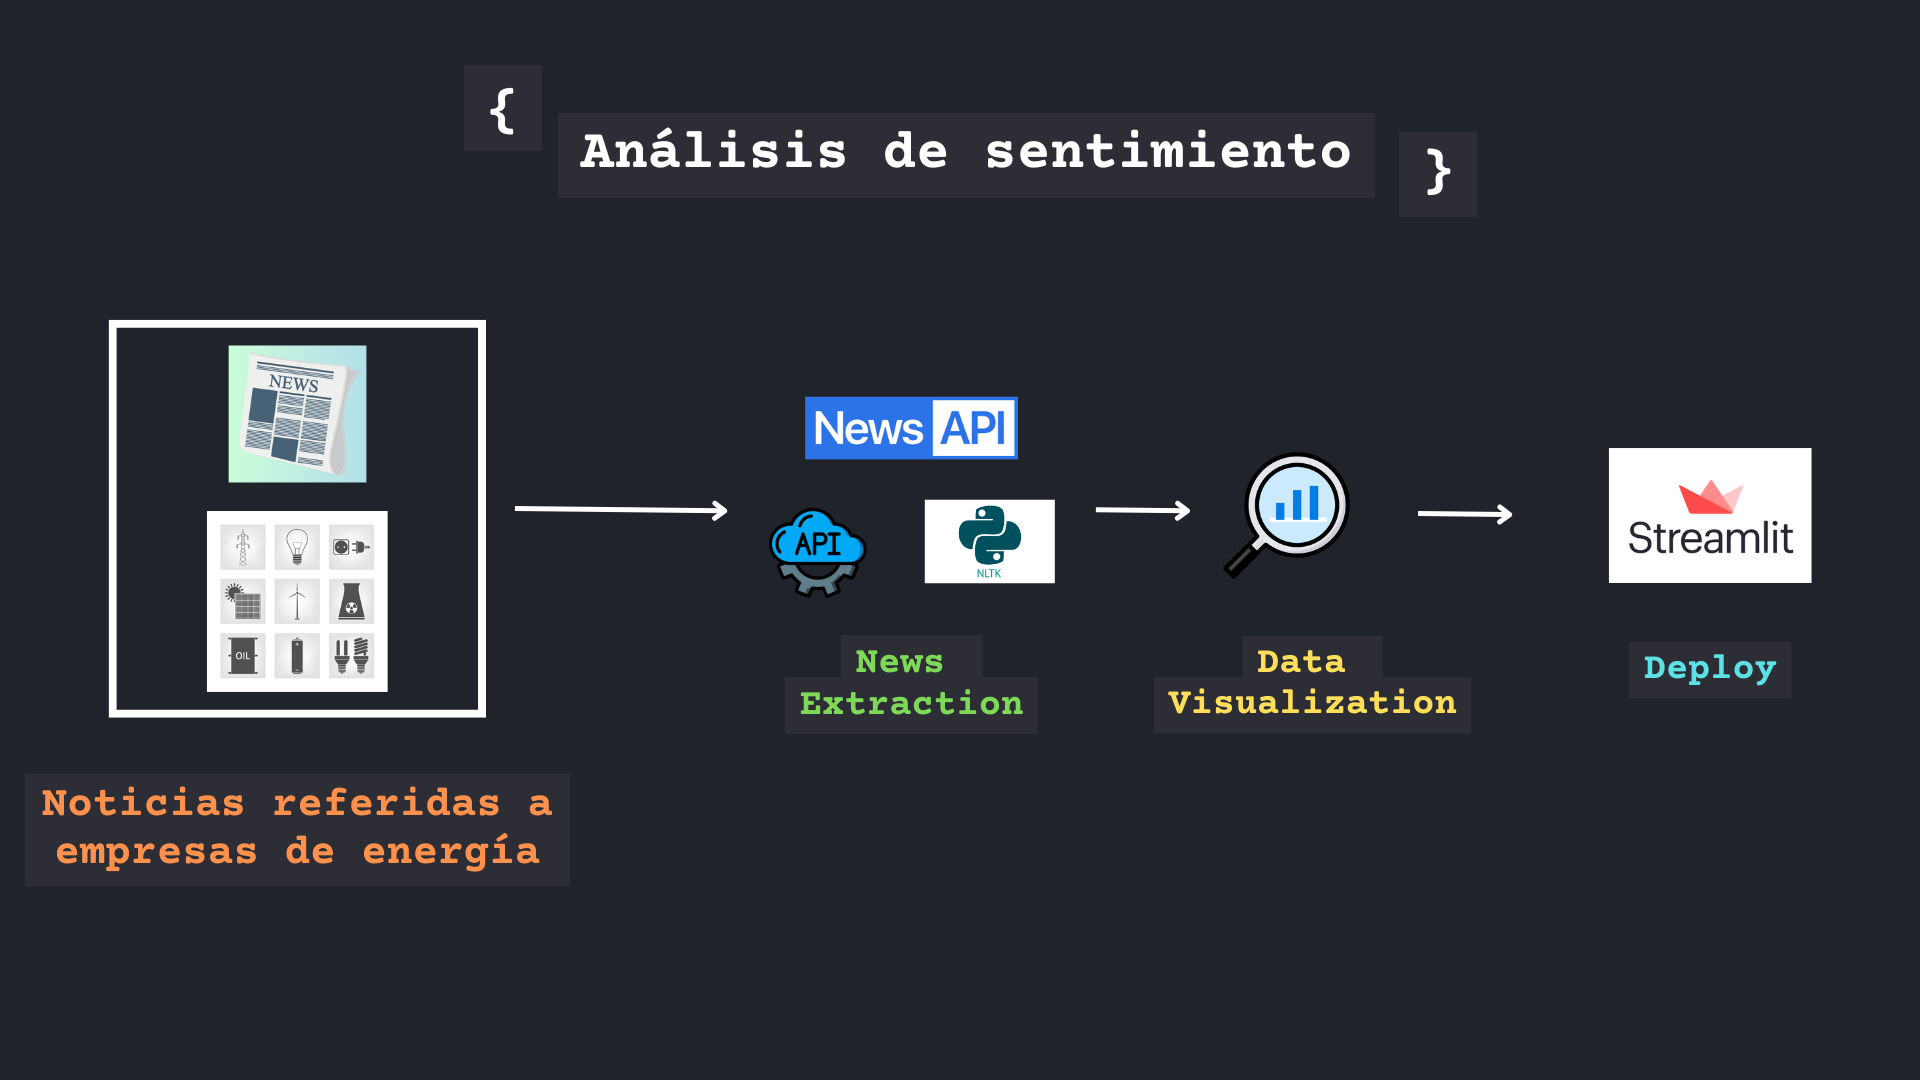 {
Análisis de sentimiento
}
NEWS
News API
API
NLTK
Streamlit
OIL
News
Extraction
Data
Visualization
Deploy
Noticias referidas a
empresas de energía